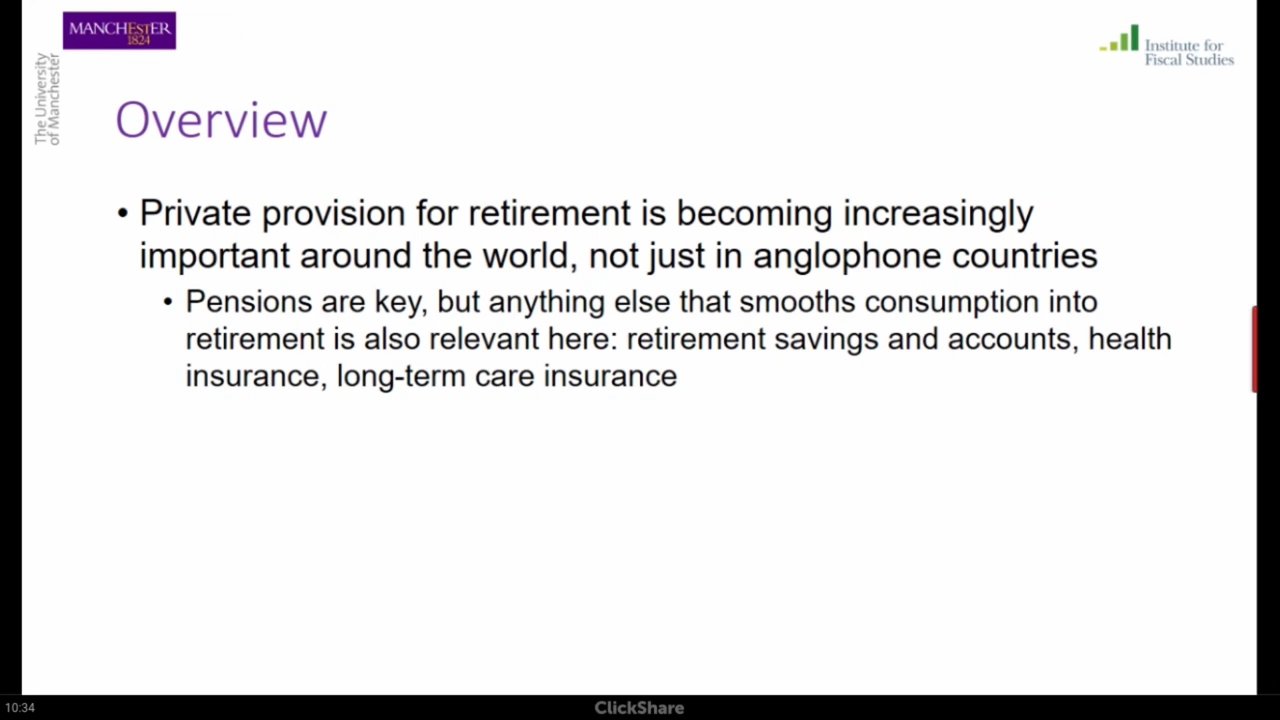 MANCHESTER
1824
The University
of Manchester
Institute for
Fiscal Studies
Overview
• Private provision for retirement is becoming increasingly
important around the world, not just in anglophone countries
• Pensions are key, but anything else that smooths consumption into
retirement is also relevant here: retirement savings and accounts, health
insurance, long-term care insurance
10:34
ClickShare